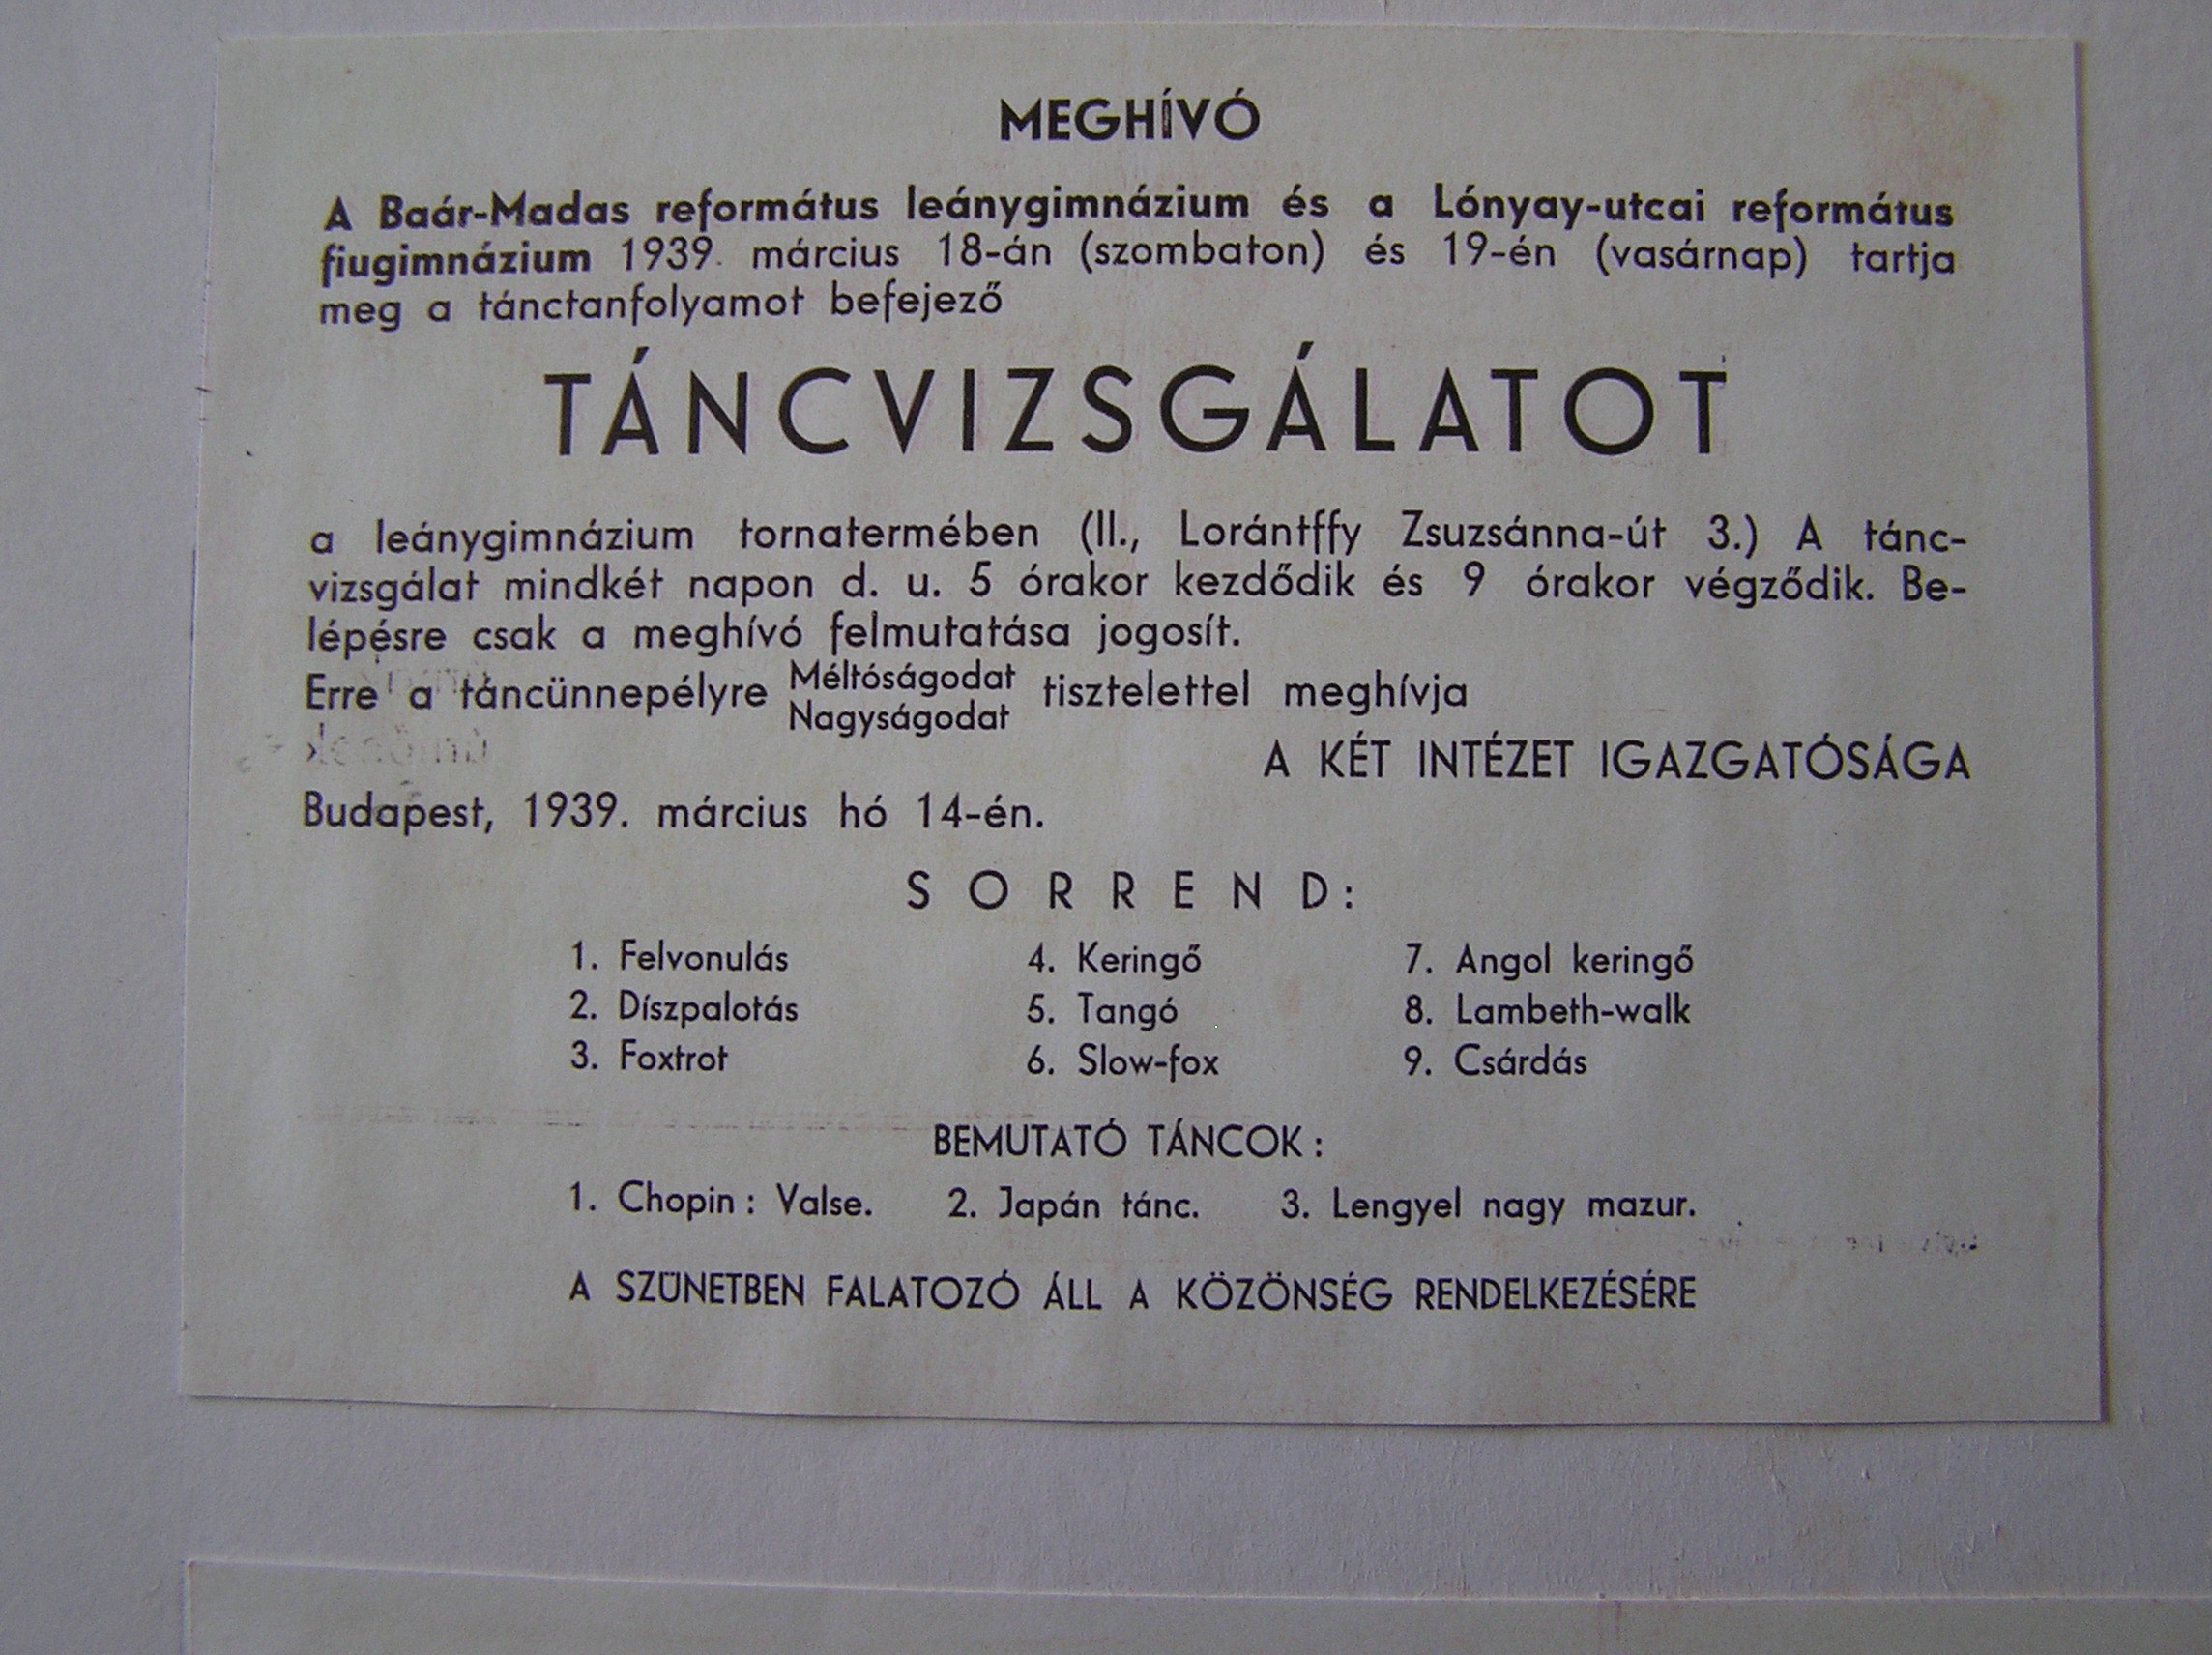 MEGHÍVÓ
A Baár-Madas református leánygimnázium és a Lónyay-utcai református
fiugimnázium 1939. március 18-án (szombaton) és 19-én (vasárnap) tartja
meg a tánctanfolyamot befejező
TÁNCVIZSGÁLATOT
a leánygimnázium tornatermében (II., Lorántffy Zsuzsánna-út 3.) A tánc-
vizsgálat mindkét napon d. u. 5 órakor kezdődik és 9 órakor végződik. Be-
lépésre csak a meghívó felmutatása jogosít.
Erre a táncünnepélyre Méltóságodat tisztelettel meghívja
Nagyságodat
A KÉT INTÉZET IGAZGATÓSÁGA
Budapest, 1939. március hó 14-én.
SORREND:
1. Felvonulás 4. Keringő 7. Angol keringő
2. Díszpalotás 5. Tangó 8. Lambeth-walk
3. Foxtrot 6. Slow-fox 9. Csárdás
BEMUTATÓ TÁNCOK:
1. Chopin: Valse. 2. Japán tánc. 3. Lengyel nagy mazur.
A SZÜNETBEN FALATOZÓ ÁLL A KÖZÖNSÉG RENDELKEZÉSÉRE